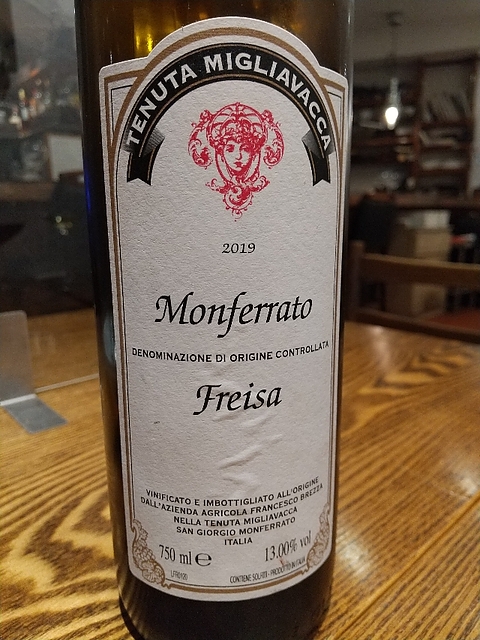 TENUTA MIGLIAVACCA
2019
Monferrato
DENOMINAZIONE DI ORIGINE CONTROLLATA
Freisa
VINIFICATO E IMBOTTIGLIATO ALL'ORIGINE
DALL'AZIENDA AGRICOLA FRANCESCO BREZZA
NELLA TENUTA MIGLIAVACCA
SAN GIORGIO MONFERRATO
ITALIA
750 ml e 13.00% vol
CONTIENE SOLFITI - PRODOTTO IN ITALIA